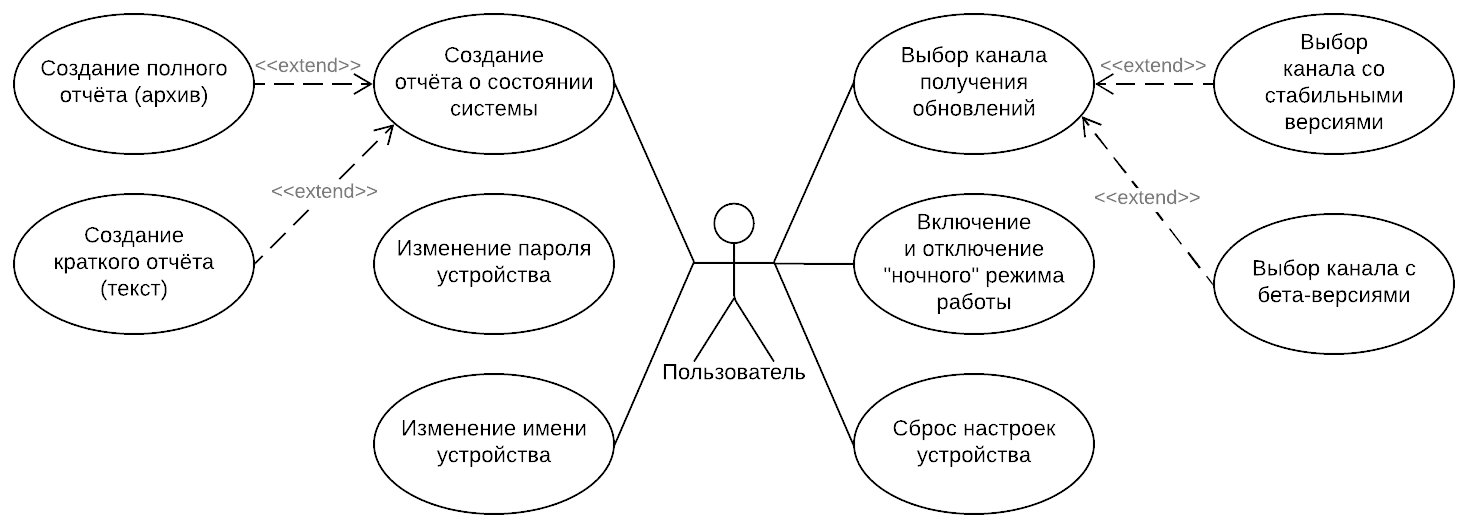 Создание полного
отчёта (архив)
<<extend>>
Создание
отчёта о состоянии
системы
Выбор канала
получения
обновлений
<<extend>>
Выбор
канала со
стабильными
версиями
<<extend>>
Создание
краткого отчёта
(текст)
Изменение пароля
устройства
Включение
и отключение
"ночного" режима
работы
<<extend>>
Выбор канала с
бета-версиями
Пользователь
Изменение имени
устройства
Сброс настроек
устройства